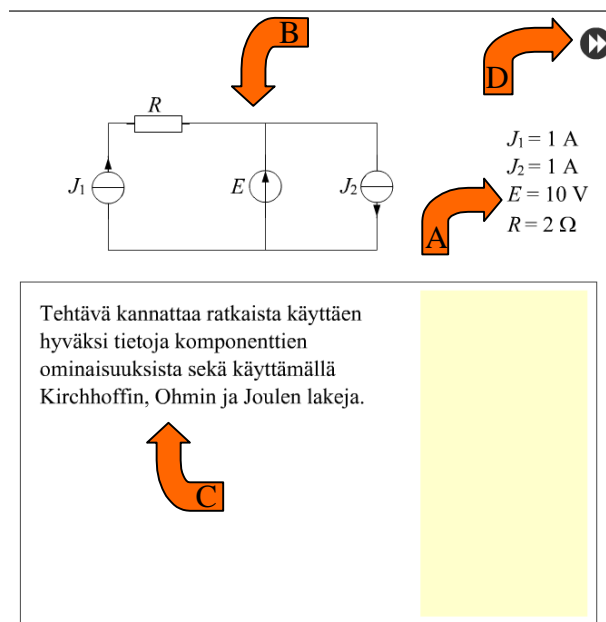 B
D
R
J1
E
J2
J1 = 1 A
J2 = 1 A
E = 10 V
R = 2 Ω
A
Tehtävä kannattaa ratkaista käyttäen
hyväksi tietoja komponenttien
ominaisuuksista sekä käyttämällä
Kirchhoffin, Ohmin ja Joulen lakeja.
C